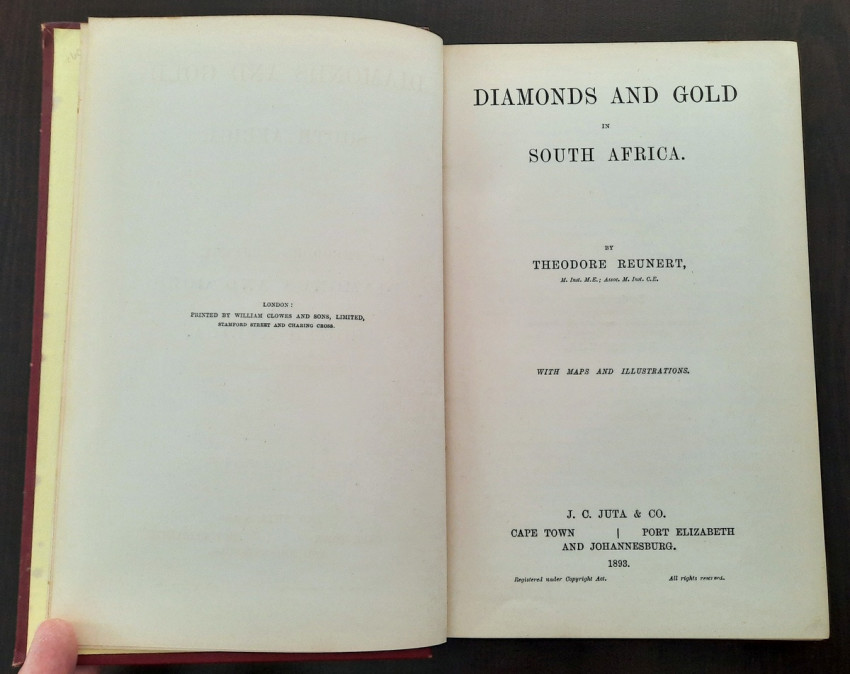 LONDON:
PRINTED BY WILLIAM CLOWES AND SONS, LIMITED,
STAMFORD STREET AND CHARING CROSS.
DIAMONDS AND GOLD
IN
SOUTH AFRICA.
BY
THEODORE REUNERT,
M. Inst. M.E.; Assoc. M. Inst. C.E.
WITH MAPS AND ILLUSTRATIONS.
J. C. JUTA & CO.
CAPE TOWN | PORT ELIZABETH
AND JOHANNESBURG.
1893.
Registered under Copyright Act. All rights reserved.